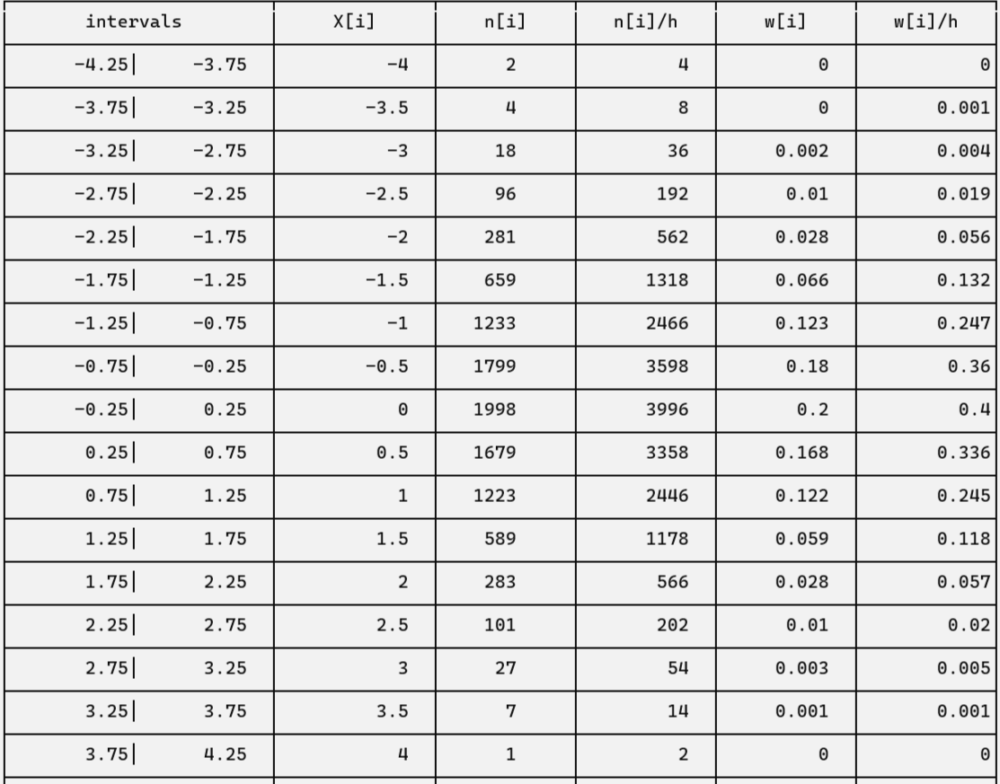 intervals X[i] n[i] n[i]/h w[i] w[i]/h
-4.25| -3.75 -4 2 4 0 0
-3.75| -3.25 -3.5 4 8 0 0.001
-3.25| -2.75 -3 18 36 0.002 0.004
-2.75| -2.25 -2.5 96 192 0.01 0.019
-2.25| -1.75 -2 281 562 0.028 0.056
-1.75| -1.25 -1.5 659 1318 0.066 0.132
-1.25| -0.75 -1 1233 2466 0.123 0.247
-0.75| -0.25 -0.5 1799 3598 0.18 0.36
-0.25| 0.25 0 1998 3996 0.2 0.4
0.25| 0.75 0.5 1679 3358 0.168 0.336
0.75| 1.25 1 1223 2446 0.122 0.245
1.25| 1.75 1.5 589 1178 0.059 0.118
1.75| 2.25 2 283 566 0.028 0.057
2.25| 2.75 2.5 101 202 0.01 0.02
2.75| 3.25 3 27 54 0.003 0.005
3.25| 3.75 3.5 7 14 0.001 0.001
3.75| 4.25 4 1 2 0 0